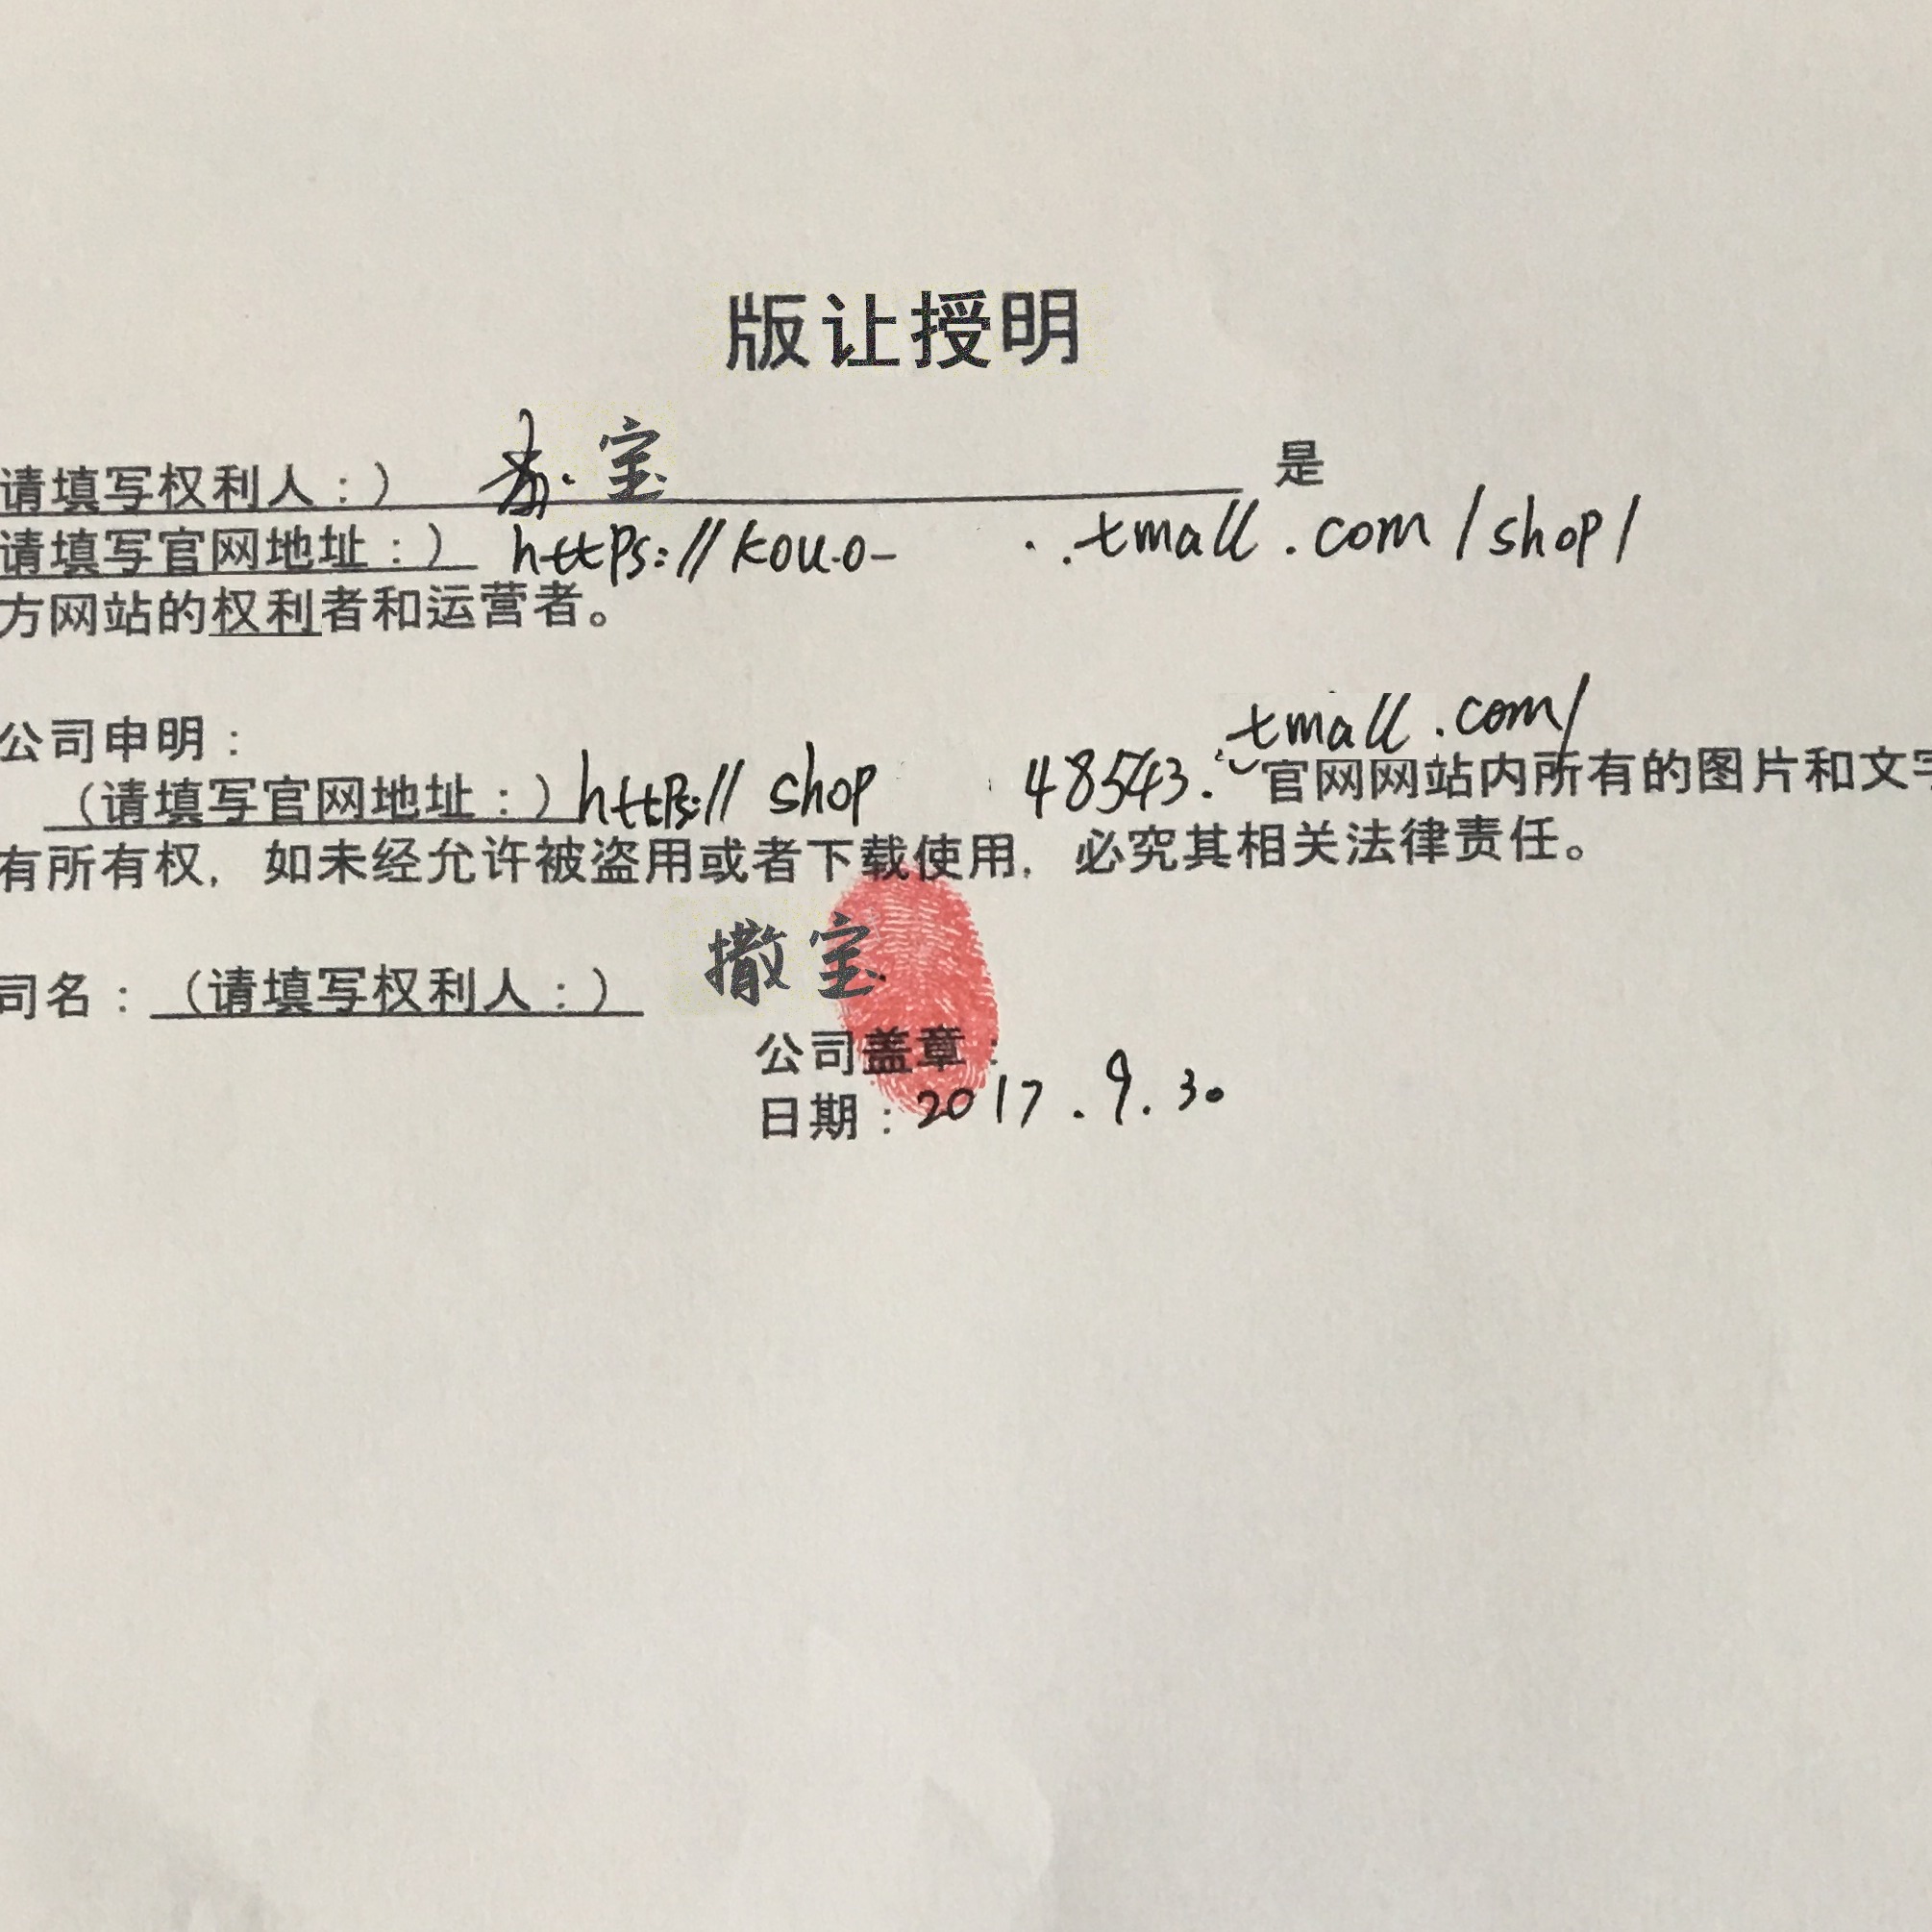 版让授明
请填写权利人：） 宝 是
请填写官网地址：） https://kou.o- ..tmall.com/shop/
方网站的权利者和运营者。
公司申明：
tmall.com/
（请填写官网地址：）https:// shop 48543. 官网网站内所有的图片和文字
有所有权，如未经允许被盗用或者下载使用，必究其相关法律责任。
撒宝
司名：（请填写权利人：）
公司盖章：
日期：2017.9.30